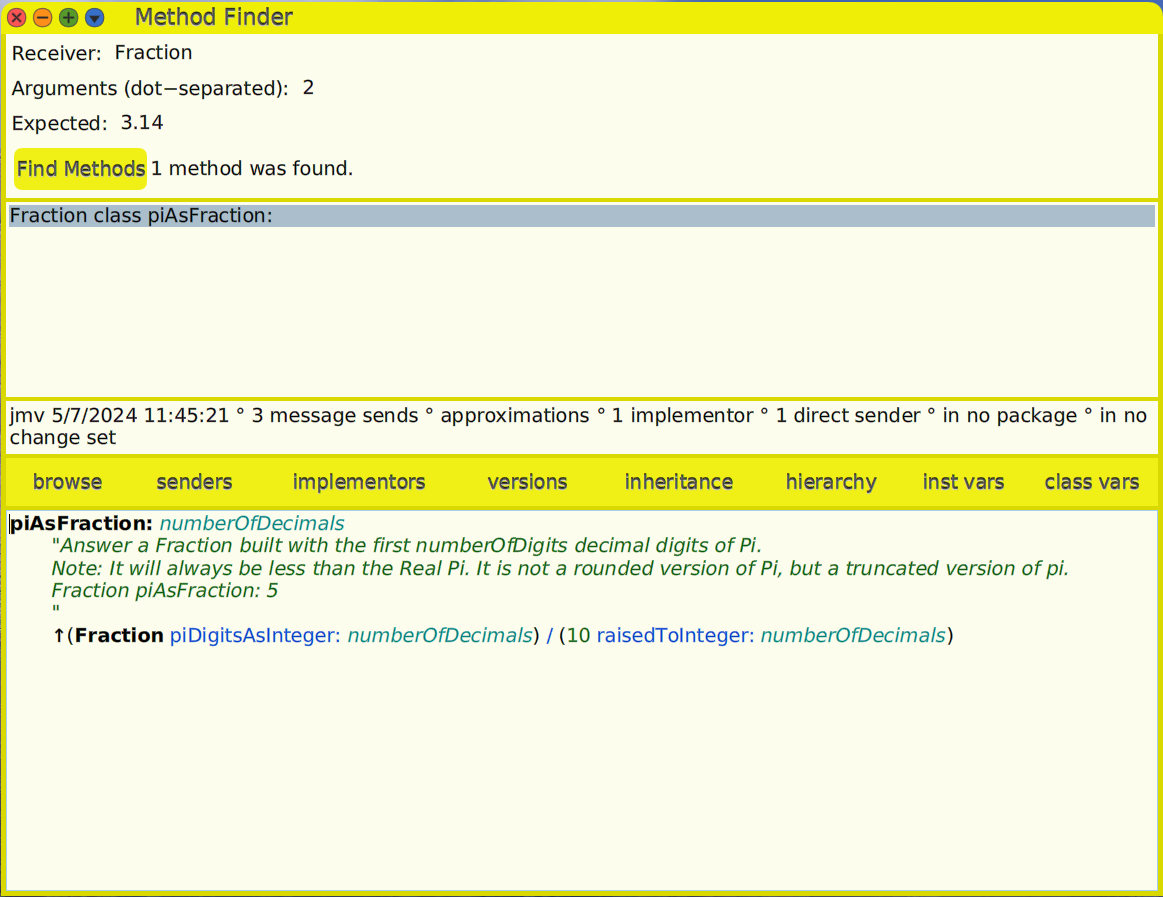 Method Finder
Receiver: Fraction
Arguments (dot−separated): 2
Expected: 3.14
Find Methods 1 method was found.
Fraction class piAsFraction:
jmv 5/7/2024 11:45:21 ° 3 message sends ° approximations ° 1 implementor ° 1 direct sender ° in no package ° in no
change set
browse senders implementors versions inheritance hierarchy inst vars class vars
piAsFraction: numberOfDecimals
"Answer a Fraction built with the first numberOfDigits decimal digits of Pi.
Note: It will always be less than the Real Pi. It is not a rounded version of Pi, but a truncated version of pi.
Fraction piAsFraction: 5
"
↑(Fraction piDigitsAsInteger: numberOfDecimals) / (10 raisedToInteger: numberOfDecimals)